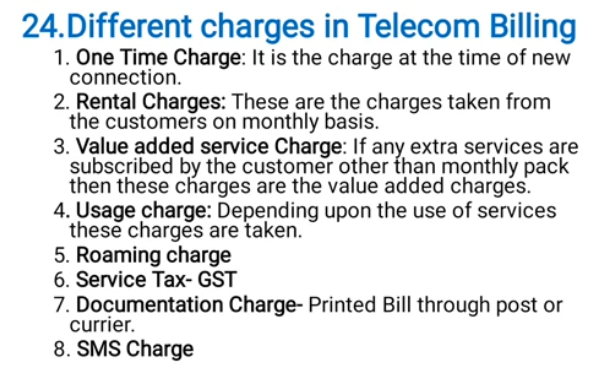 24.Different charges in Telecom Billing
1. One Time Charge: It is the charge at the time of new
connection.
2. Rental Charges: These are the charges taken from
the customers on monthly basis.
3. Value added service Charge: If any extra services are
subscribed by the customer other than monthly pack
then these charges are the value added charges.
4. Usage charge: Depending upon the use of services
these charges are taken.
5. Roaming charge
6. Service Tax- GST
7. Documentation Charge- Printed Bill through post or
currier.
8. SMS Charge